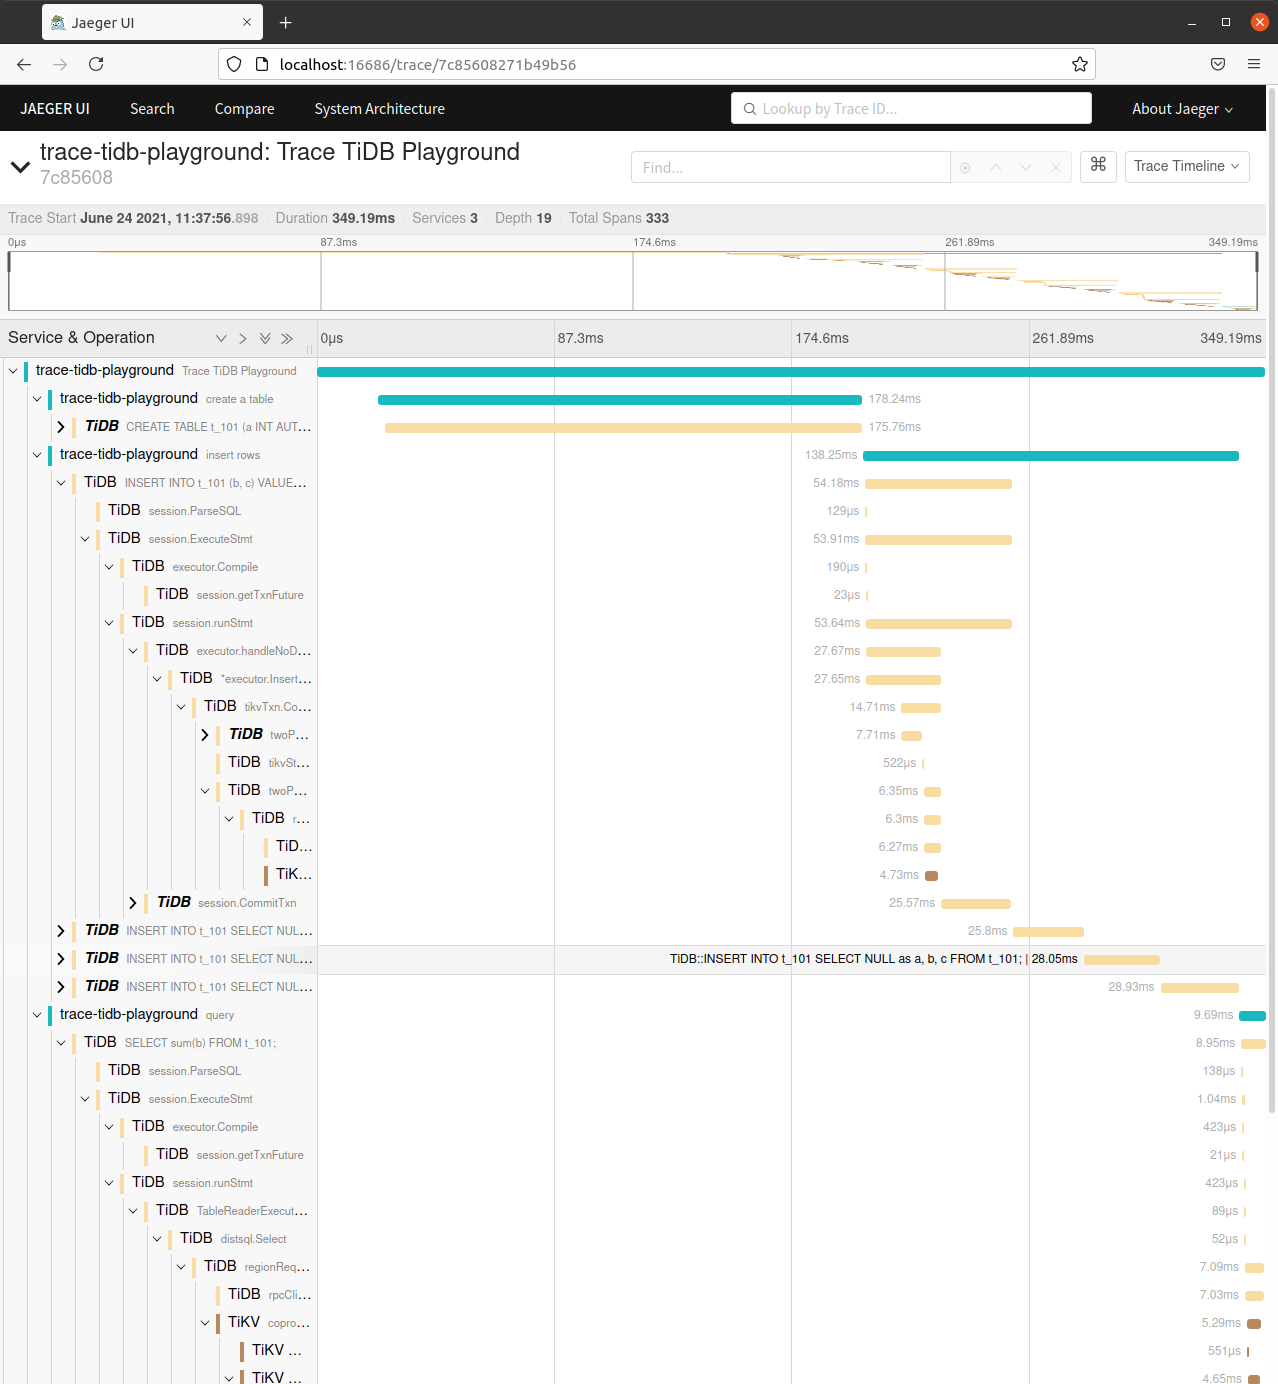 Jaeger UI
localhost:16686/trace/7c85608271b49b56
JAEGER UI Search Compare System Architecture Lookup by Trace ID... About Jaeger
trace-tidb-playground: Trace TiDB Playground
7c85608
Find... ⌘ Trace Timeline
Trace Start June 24 2021, 11:37:56.898 Duration 349.19ms Services 3 Depth 19 Total Spans 333
0μs 87.3ms 174.6ms 261.89ms 349.19ms
Service & Operation 0μs 87.3ms 174.6ms 261.89ms 349.19ms
trace-tidb-playground Trace TiDB Playground
trace-tidb-playground create a table 178.24ms
TiDB CREATE TABLE t_101 (a INT AUT... 175.76ms
trace-tidb-playground insert rows 138.25ms
TiDB INSERT INTO t_101 (b, c) VALUE... 54.18ms
TiDB session.ParseSQL 129μs
TiDB session.ExecuteStmt 53.91ms
TiDB executor.Compile 190μs
TiDB session.getTxnFuture 23μs
TiDB session.runStmt 53.64ms
TiDB executor.handleNoD... 27.67ms
TiDB *executor.Insert... 27.65ms
TiDB tikvTxn.Co... 14.71ms
TiDB twoP... 7.71ms
TiDB tikvSt... 522μs
TiDB twoP... 6.35ms
TiDB r... 6.3ms
TiD... 6.27ms
TiK... 4.73ms
TiDB session.CommitTxn 25.57ms
TiDB INSERT INTO t_101 SELECT NUL... 25.8ms
TiDB INSERT INTO t_101 SELECT NUL... TiDB::INSERT INTO t_101 SELECT NULL as a, b, c FROM t_101; | 28.05ms
TiDB INSERT INTO t_101 SELECT NUL... 28.93ms
trace-tidb-playground query 9.69ms
TiDB SELECT sum(b) FROM t_101; 8.95ms
TiDB session.ParseSQL 138μs
TiDB session.ExecuteStmt 1.04ms
TiDB executor.Compile 423μs
TiDB session.getTxnFuture 21μs
TiDB session.runStmt 423μs
TiDB TableReaderExecut... 89μs
TiDB distsql.Select 52μs
TiDB regionReq... 7.09ms
TiDB rpcCli... 7.03ms
TiKV copro... 5.29ms
TiKV ... 551μs
TiKV ... 4.65ms